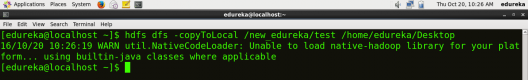 Applications Places System Thu Oct 20, 10:26 AM edureka
edureka@localhost:~
File Edit View Search Terminal Help
[edureka@localhost ~]$ hdfs dfs -copyToLocal /new_edureka/test /home/edureka/Desktop
16/10/20 10:26:19 WARN util.NativeCodeLoader: Unable to load native-hadoop library for your plat
form... using builtin-java classes where applicable
[edureka@localhost ~]$